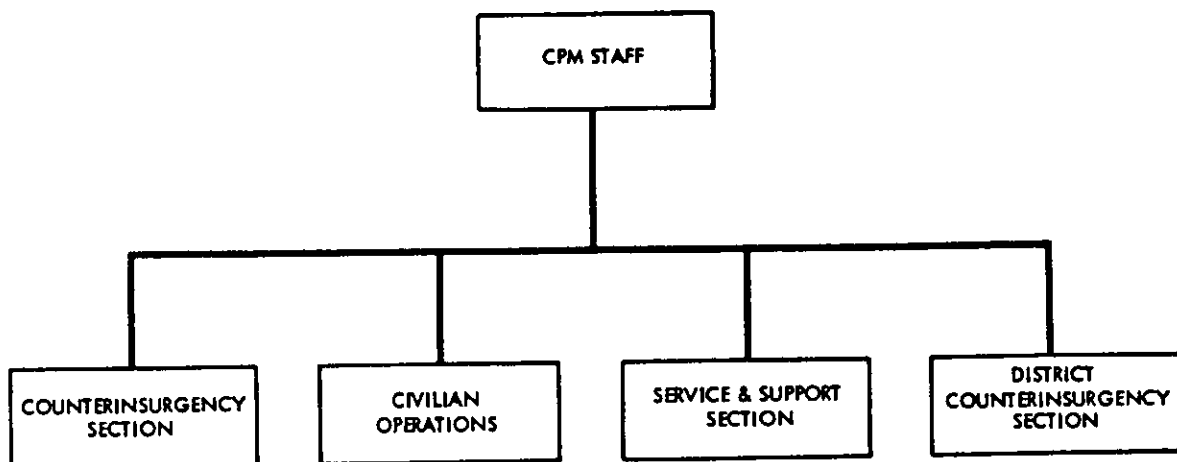 CPM STAFF
COUNTERINSURGENCY
SECTION
CIVILIAN
OPERATIONS
SERVICE & SUPPORT
SECTION
DISTRICT
COUNTERINSURGENCY
SECTION